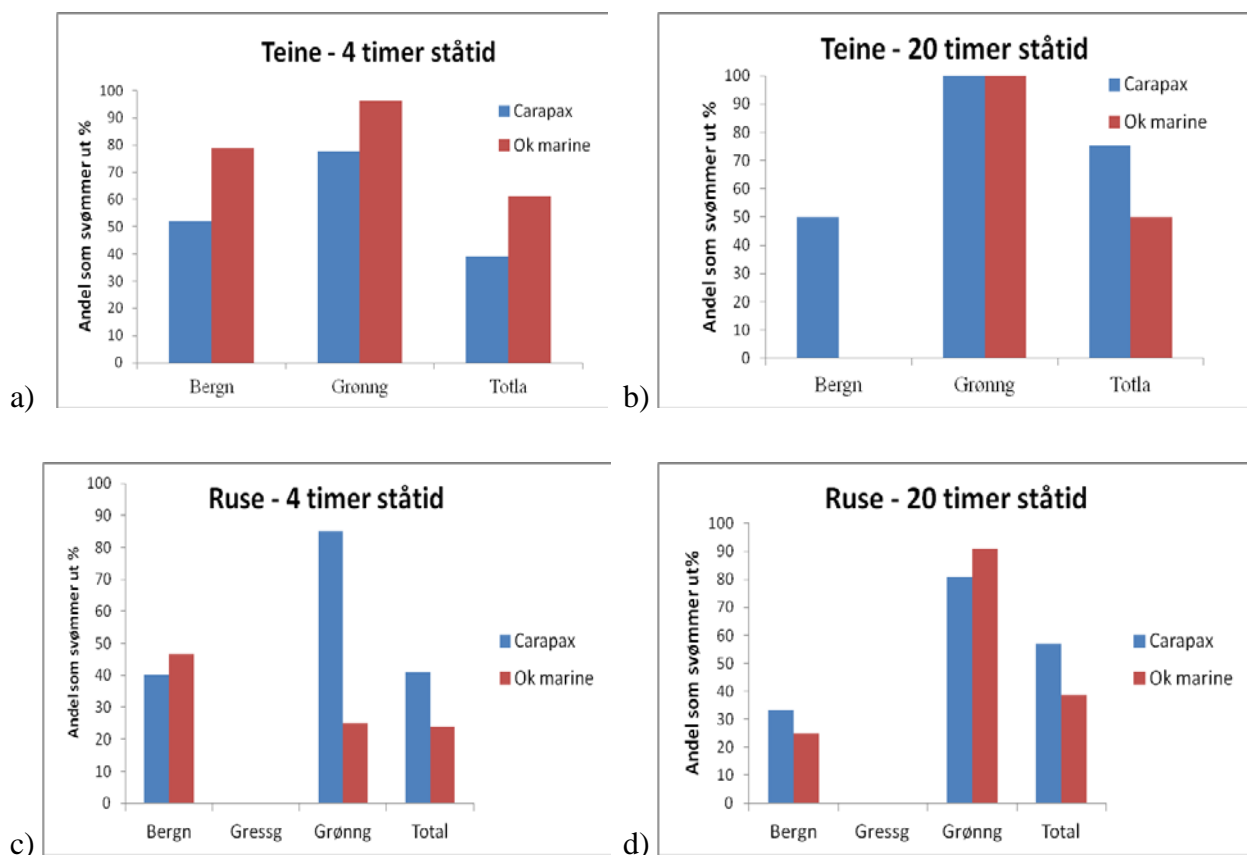 Teine - 4 timer ståtid
Andel som svømmer ut %
100
90
80
70
60
50
40
30
20
10
0
Carapax
Ok marine
Bergn Grønng Totla
a)
Teine - 20 timer ståtid
Andel som svømmer ut %
100
90
80
70
60
50
40
30
20
10
0
Carapax
Ok marine
Bergn Grønng Totla
b)
Ruse - 4 timer ståtid
Andel som svømmer ut %
100
90
80
70
60
50
40
30
20
10
0
Carapax
Ok marine
Bergn Gressg Grønng Total
c)
Ruse - 20 timer ståtid
Andel som svømmer ut%
100
90
80
70
60
50
40
30
20
10
0
Carapax
Ok marine
Bergn Gressg Grønng Total
d)